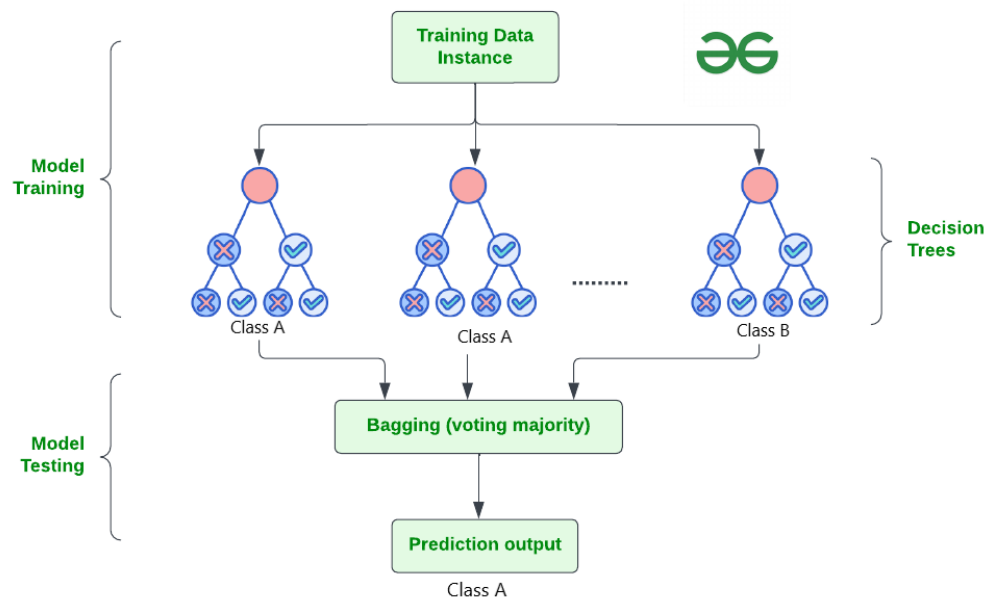 Training Data
Instance
Model
Training
Decision
Trees
Class A
Class A
Class B
Bagging (voting majority)
Model
Testing
Prediction output
Class A